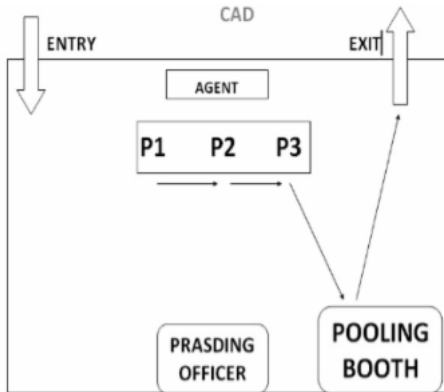 CAD
ENTRY
EXIT
AGENT
P1 P2 P3
PRASDING
OFFICER
POOLING
BOOTH